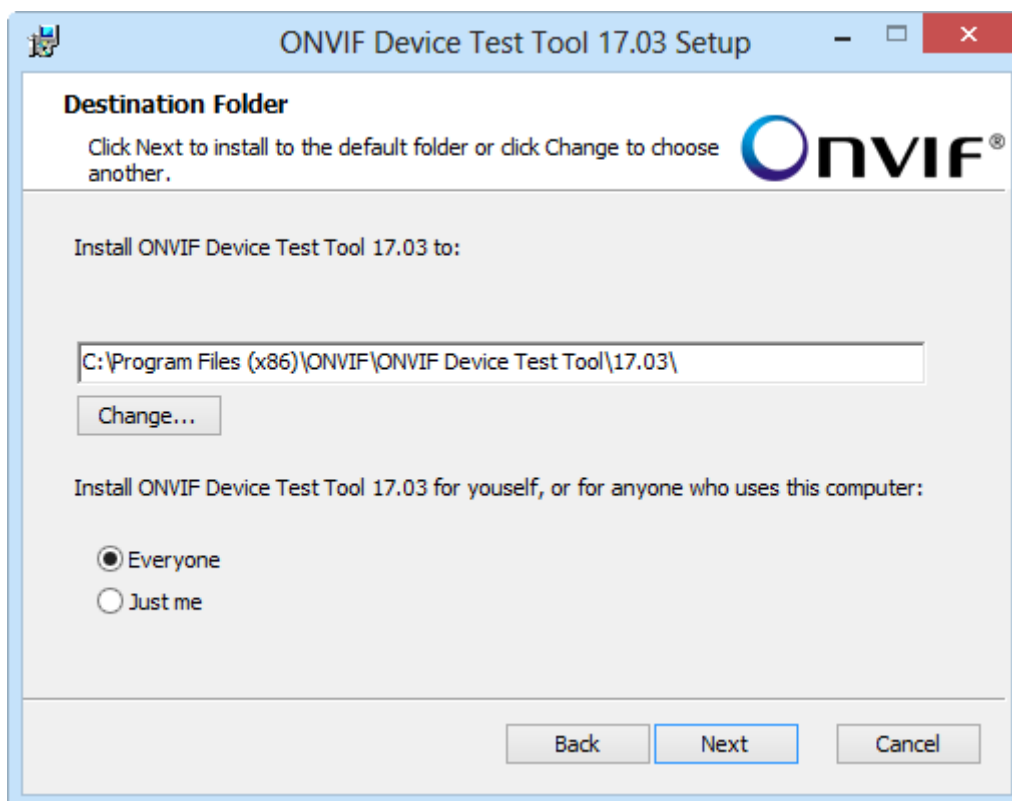 ONVIF Device Test Tool 17.03 Setup
Destination Folder
Click Next to install to the default folder or click Change to choose
another.
ONVIF®
Install ONVIF Device Test Tool 17.03 to:
C:\Program Files (x86)\ONVIF\ONVIF Device Test Tool\17.03\
Change...
Install ONVIF Device Test Tool 17.03 for youself, or for anyone who uses this computer:
Everyone
Just me
Back Next Cancel